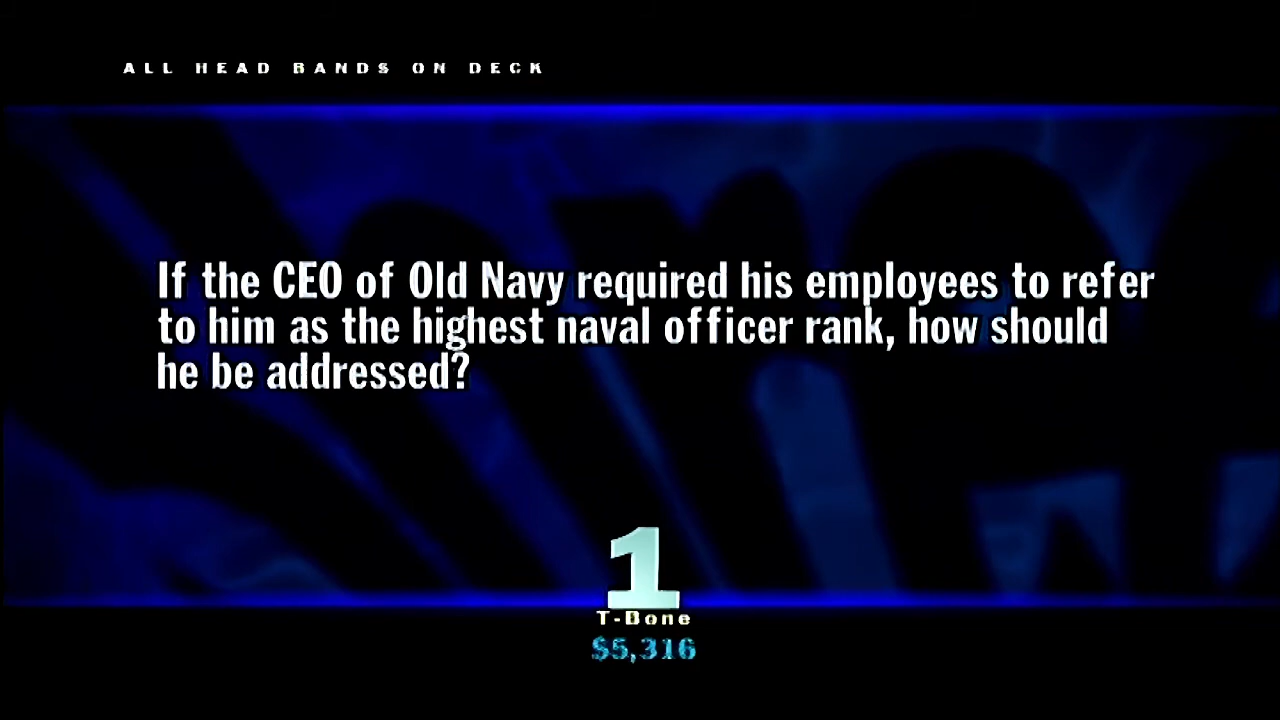 ALL HEAD BANDS ON DECK
If the CEO of Old Navy required his employees to refer
to him as the highest naval officer rank, how should
he be addressed?
1
T-Bone
$5,316